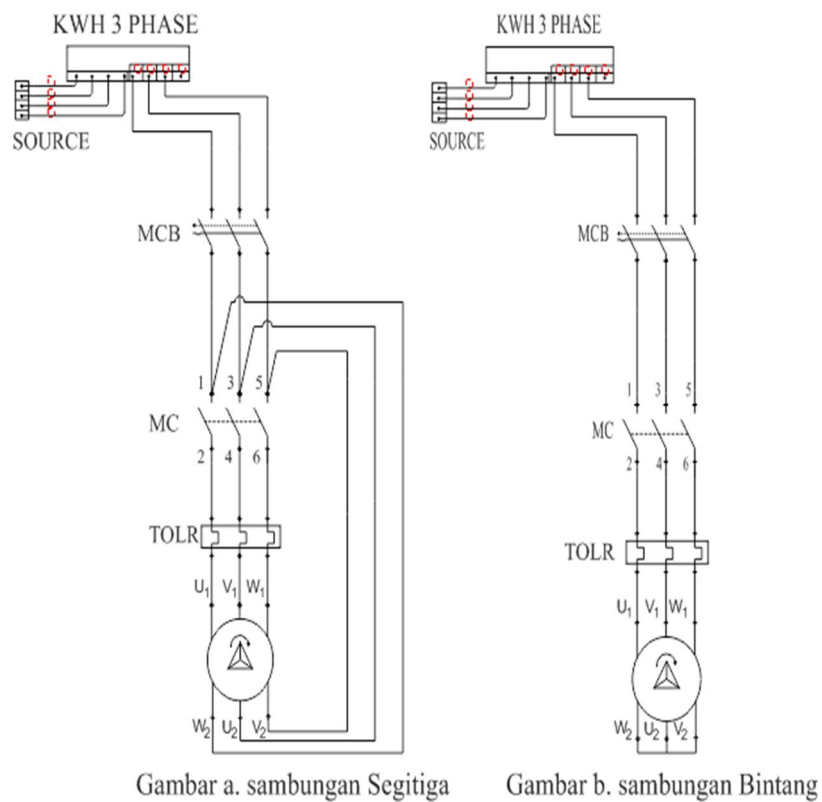 KWH 3 PHASE
SOURCE
MCB
1 3 5
MC
2 4 6
TOLR
U1 V1 W1
W2 U2 V2
Gambar a. sambungan Segitiga
KWH 3 PHASE
SOURCE
MCB
1 3 5
MC
2 4 6
TOLR
U1 V1 W1
W2 U2 V2
Gambar b. sambungan Bintang